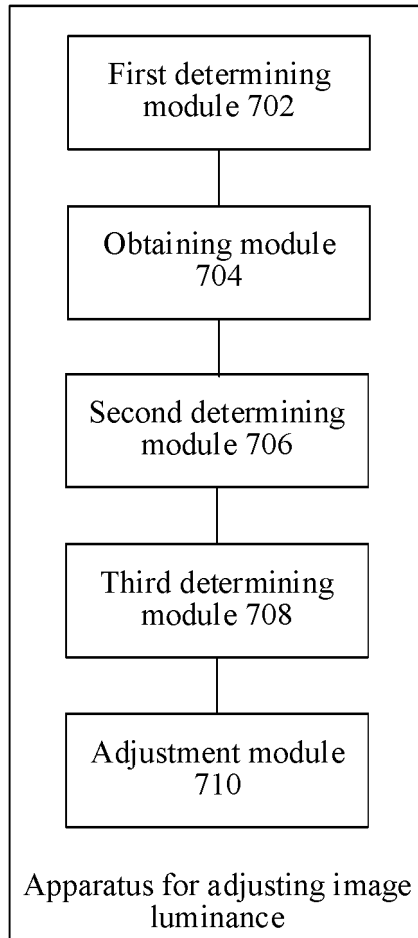 First determining
module 702
Obtaining module
704
Second determining
module 706
Third determining
module 708
Adjustment module
710
Apparatus for adjusting image
luminance